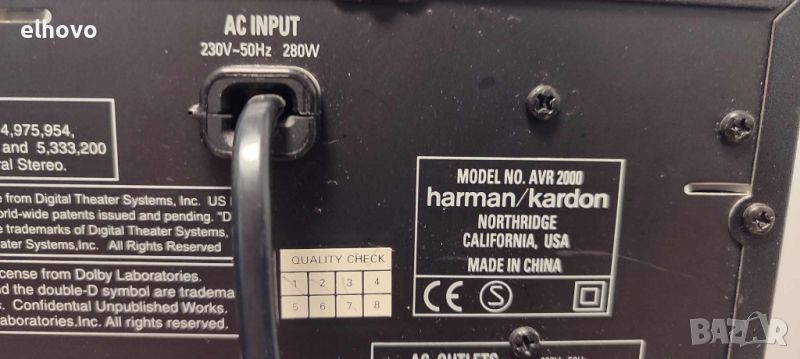 elhovo
AC INPUT
230V~50Hz 280W
4,975,954,
and 5,333,200
ral Stereo.
e from Digital Theater Systems, Inc. US
orld-wide patents issued and pending. "D
e trademarks of Digital Theater Systems,
eater Systems,Inc. All Rights Reserved
cense from Dolby Laboratories.
nd the double-D symbol are tradema
s. Confidential Unpublished Works.
aboratories,Inc. All rights reserved.
QUALITY CHECK
1 2 3 4
5 6 7 8
MODEL NO. AVR 2000
harman/kardon
NORTHRIDGE
CALIFORNIA, USA
MADE IN CHINA
CE S
AC OUTLETS
BAZAR
bg